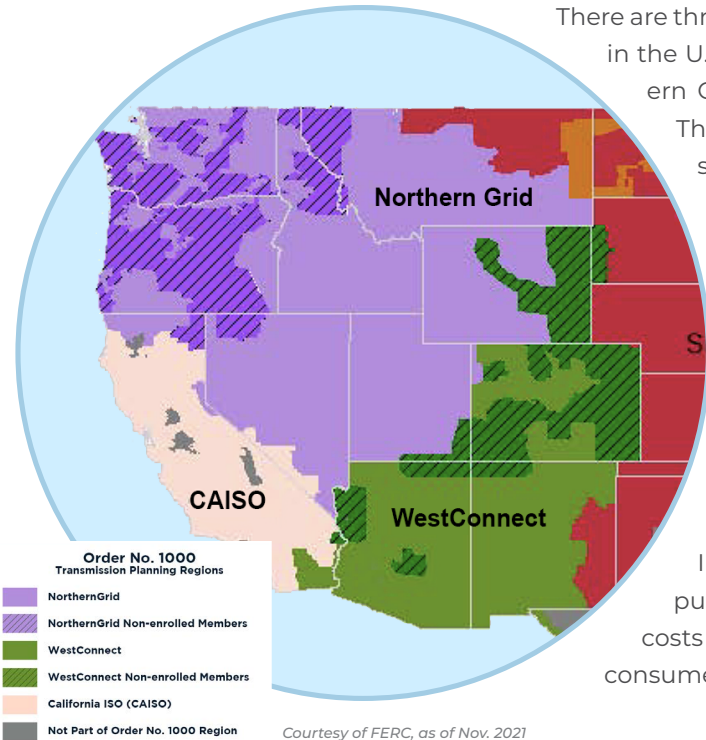 There are thr
in the U.
ern
Th
s
Northern Grid
S
CAISO
WestConnect
Order No. 1000
Transmission Planning Regions
NorthernGrid
NorthernGrid Non-enrolled Members
WestConnect
WestConnect Non-enrolled Members
California ISO (CAISO)
Not Part of Order No. 1000 Region
I
pu
costs
consume
Courtesy of FERC, as of Nov. 2021